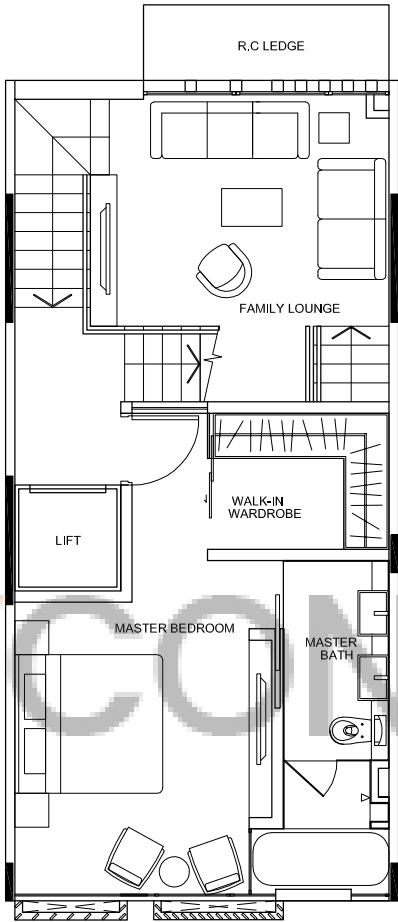 R.C LEDGE
FAMILY LOUNGE
WALK-IN
WARDROBE
LIFT
MASTER BEDROOM
MASTER
BATH
CON